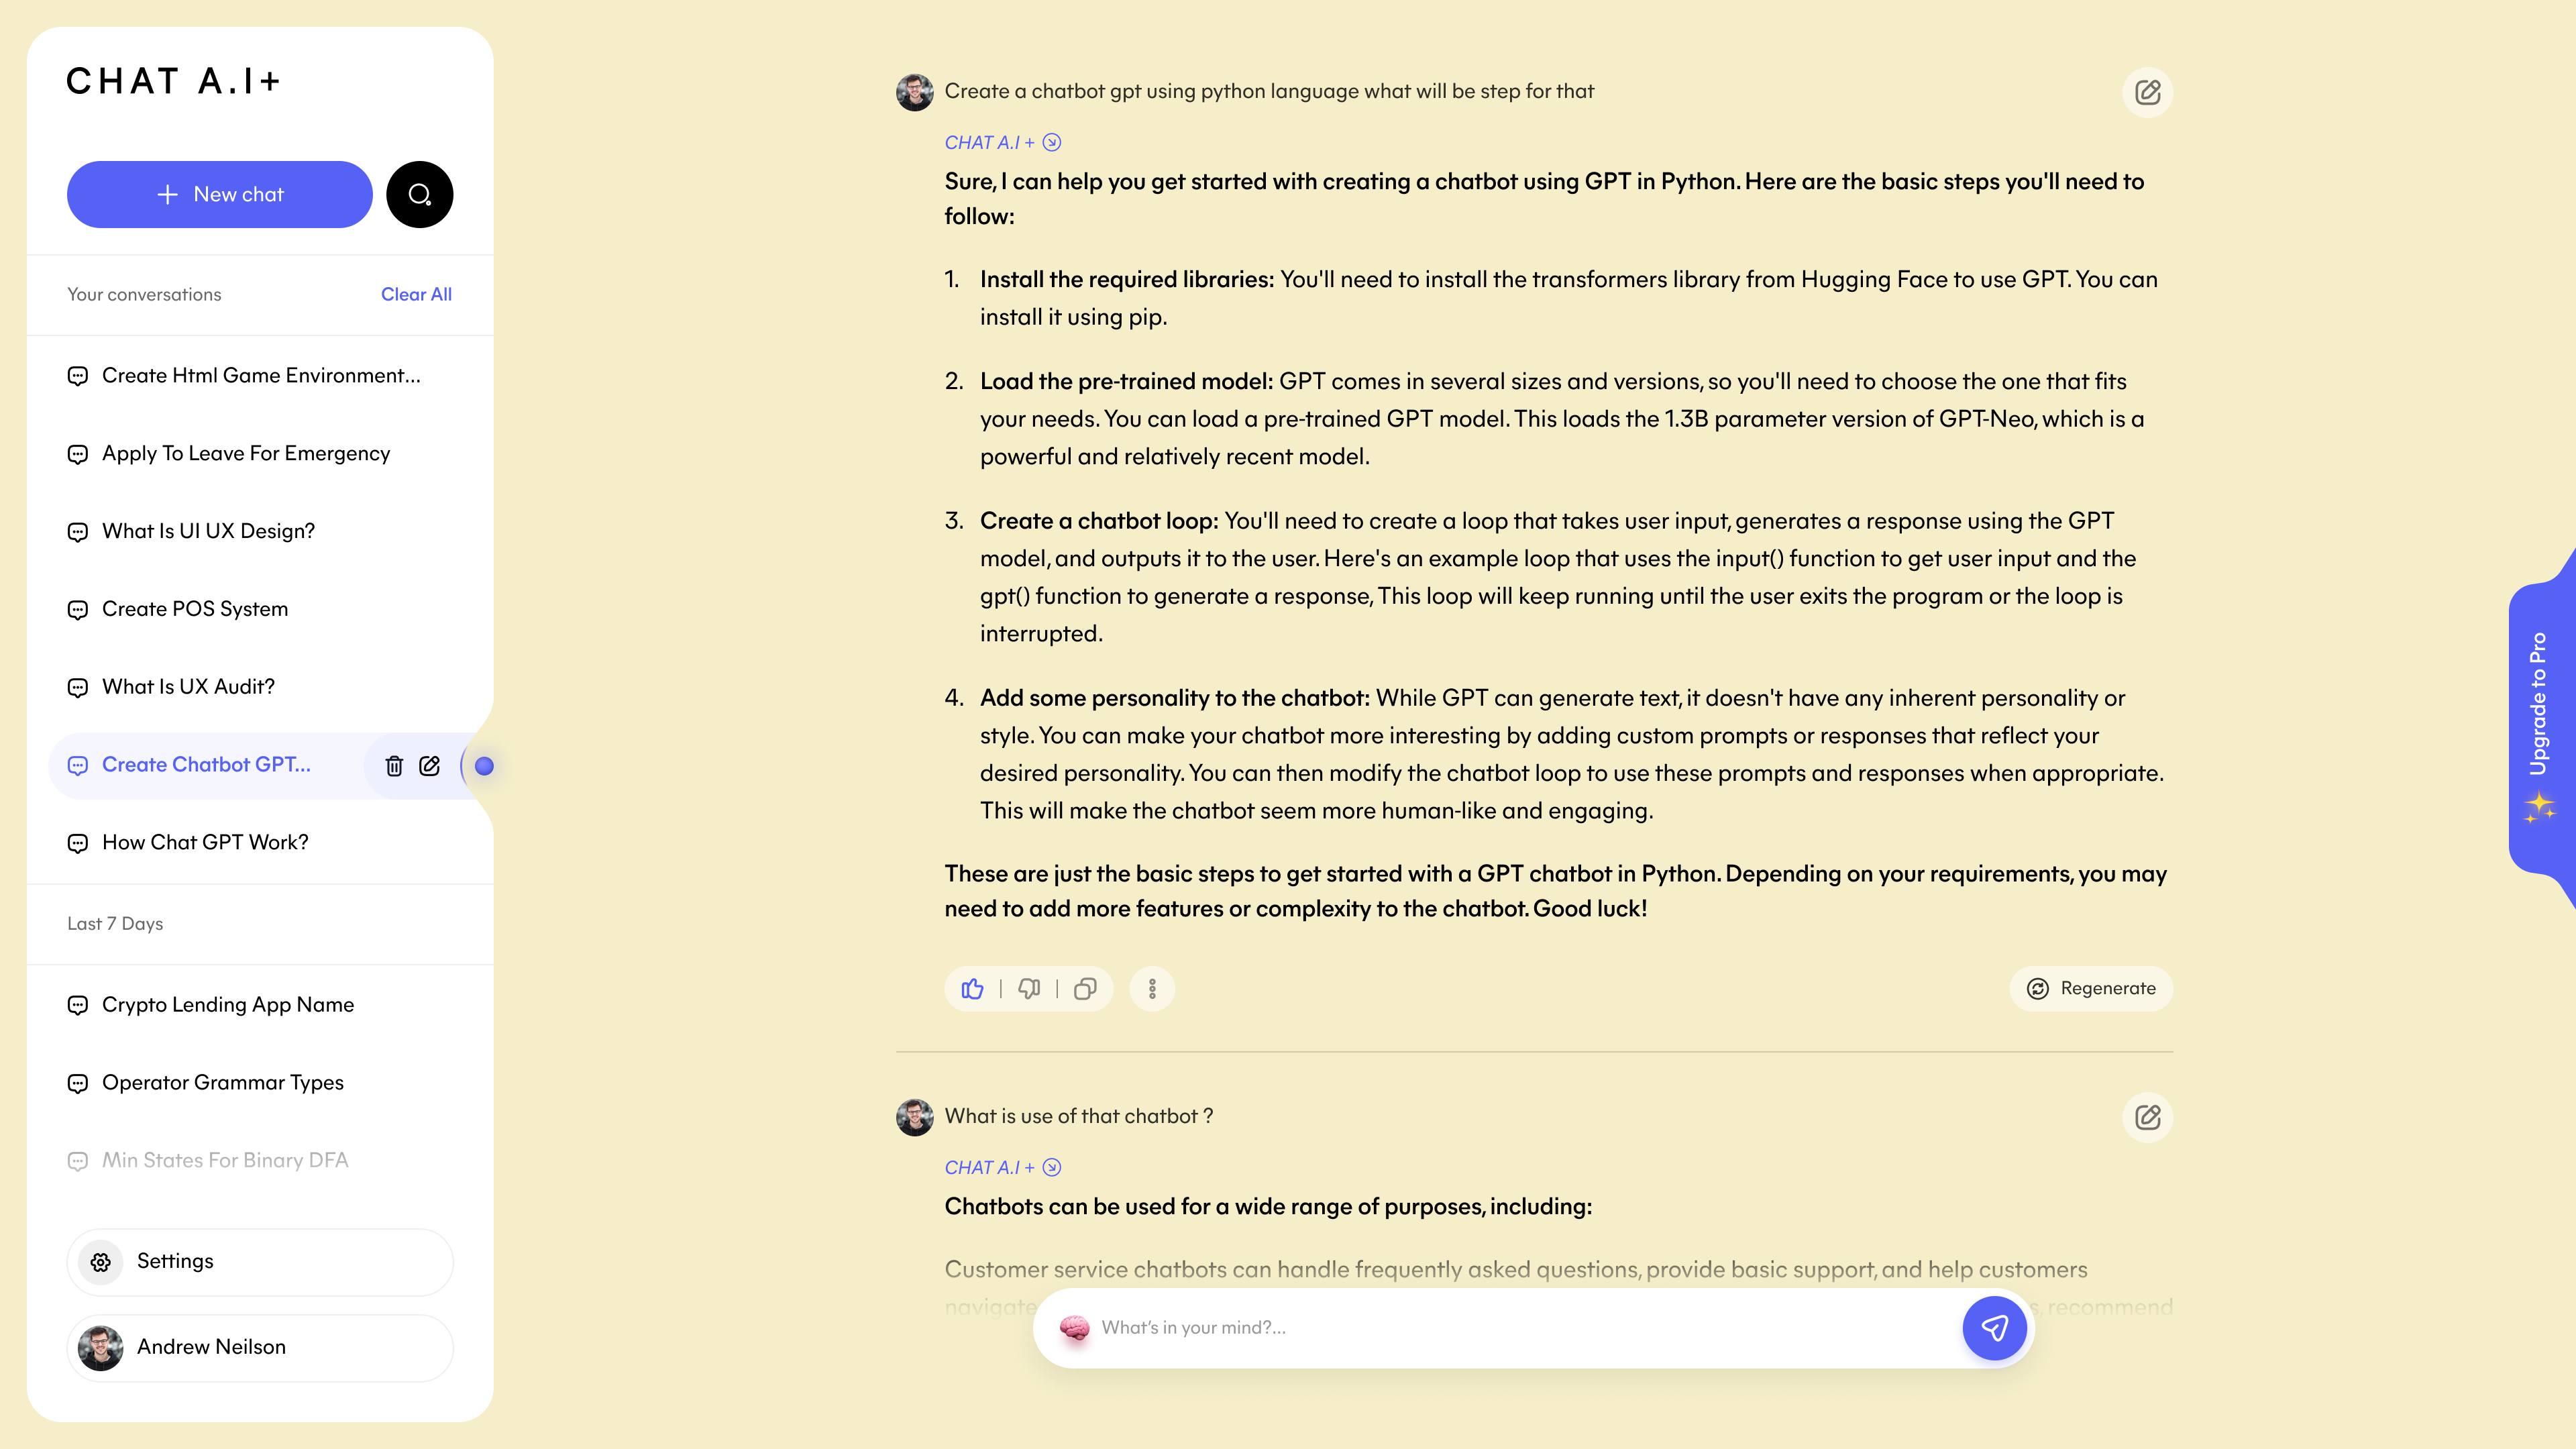 CHAT A.I+
New chat
Your conversations
Clear All
Create Html Game Environment...
Apply To Leave For Emergency
What Is UI UX Design?
Create POS System
What Is UX Audit?
Create Chatbot GPT...
How Chat GPT Work?
Last 7 Days
Crypto Lending App Name
Operator Grammar Types
Min States For Binary DFA
Settings
Andrew Neilson
Create a chatbot gpt using python language what will be step for that
CHAT A.I +
Sure, I can help you get started with creating a chatbot using GPT in Python. Here are the basic steps you'll need to
follow:
1. Install the required libraries: You'll need to install the transformers library from Hugging Face to use GPT. You can
install it using pip.
2. Load the pre-trained model: GPT comes in several sizes and versions, so you'll need to choose the one that fits
your needs. You can load a pre-trained GPT model. This loads the 1.3B parameter version of GPT-Neo, which is a
powerful and relatively recent model.
3. Create a chatbot loop: You'll need to create a loop that takes user input, generates a response using the GPT
model, and outputs it to the user. Here's an example loop that uses the input() function to get user input and the
gpt() function to generate a response, This loop will keep running until the user exits the program or the loop is
interrupted.
4. Add some personality to the chatbot: While GPT can generate text, it doesn't have any inherent personality or
style. You can make your chatbot more interesting by adding custom prompts or responses that reflect your
desired personality. You can then modify the chatbot loop to use these prompts and responses when appropriate.
This will make the chatbot seem more human-like and engaging.
These are just the basic steps to get started with a GPT chatbot in Python. Depending on your requirements, you may
need to add more features or complexity to the chatbot. Good luck!
Regenerate
What is use of that chatbot ?
CHAT A.I +
Chatbots can be used for a wide range of purposes, including:
Customer service chatbots can handle frequently asked questions, provide basic support, and help customers
navigate recommend
What's in your mind?...
Upgrade to Pro